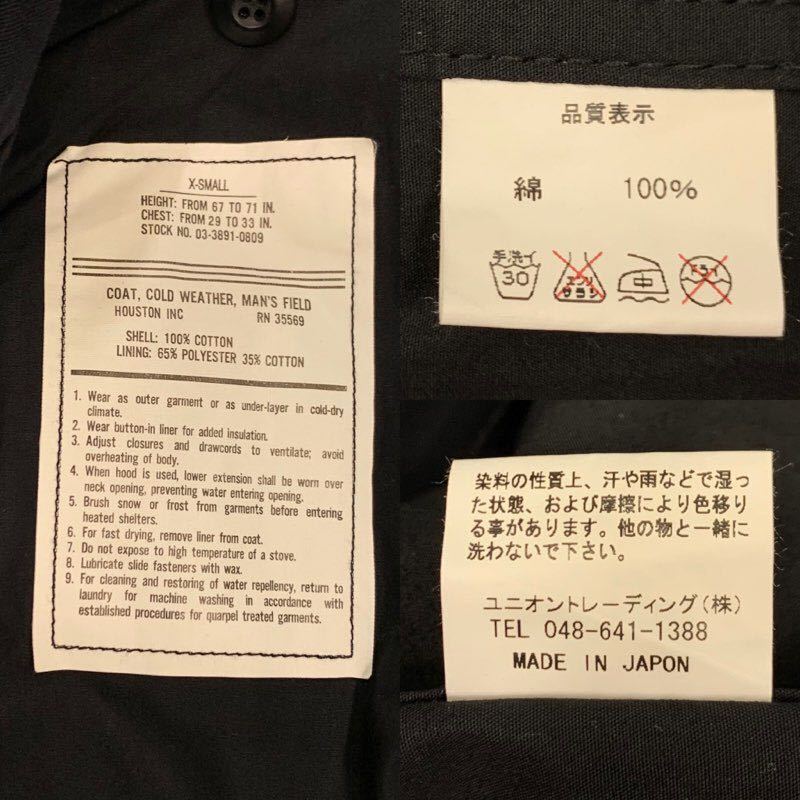 X-SMALL
HEIGHT: FROM 67 TO 71 IN.
CHEST: FROM 29 TO 33 IN.
STOCK NO. 03-3891-0809
COAT, COLD WEATHER, MAN'S FIELD
HOUSTON INC RN 35569
SHELL: 100% COTTON
LINING: 65% POLYESTER 35% COTTON
1. Wear as outer garment or as under-layer in cold-dry
climate.
2. Wear button-in liner for added insulation.
3. Adjust closures and drawcords to ventilate; avoid
overheating of body.
4. When hood is used, lower extension shall be worn over
neck opening, preventing water entering opening.
5. Brush snow or frost from garments before entering
heated shelters.
6. For fast drying, remove liner from coat.
7. Do not expose to high temperature of a stove.
8. Lubricate slide fasteners with wax.
9. For cleaning and restoring of water repellency, return to
laundry for machine washing in accordance with
established procedures for quarpel treated garments.
品質表示
綿 100%
手洗イ 30 エンソサラシ 中 ドライ
染料の性質上、汗や雨などで湿っ
た状態、および摩擦により色移り
る事があります。他の物と一緒に
洗わないで下さい。
ユニオントレーディング(株)
TEL 048-641-1388
MADE IN JAPON